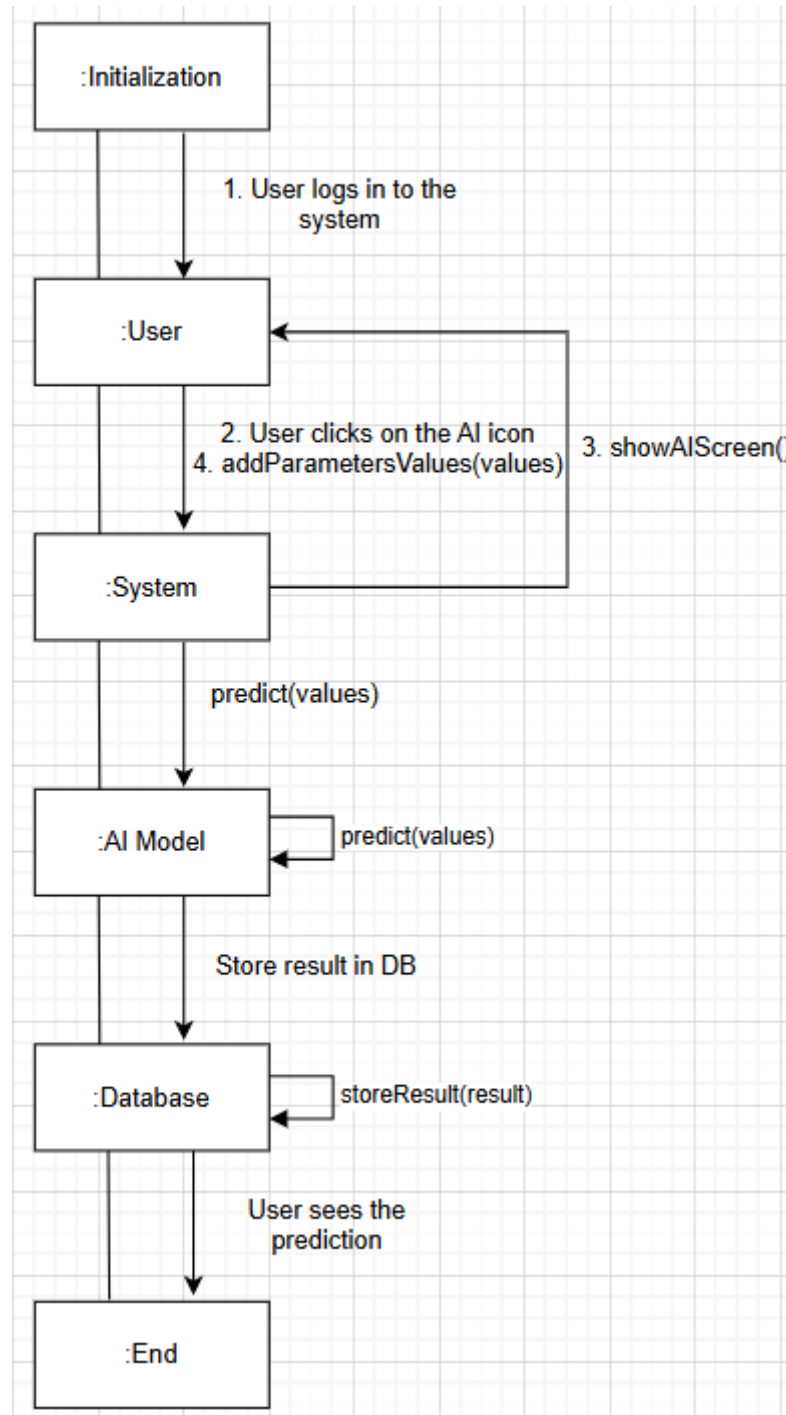 :Initialization
1. User logs in to the
system
:User
2. User clicks on the AI icon
4. addParametersValues(values)
3. showAIScreen()
:System
predict(values)
:AI Model
predict(values)
Store result in DB
:Database
storeResult(result)
User sees the
prediction
:End